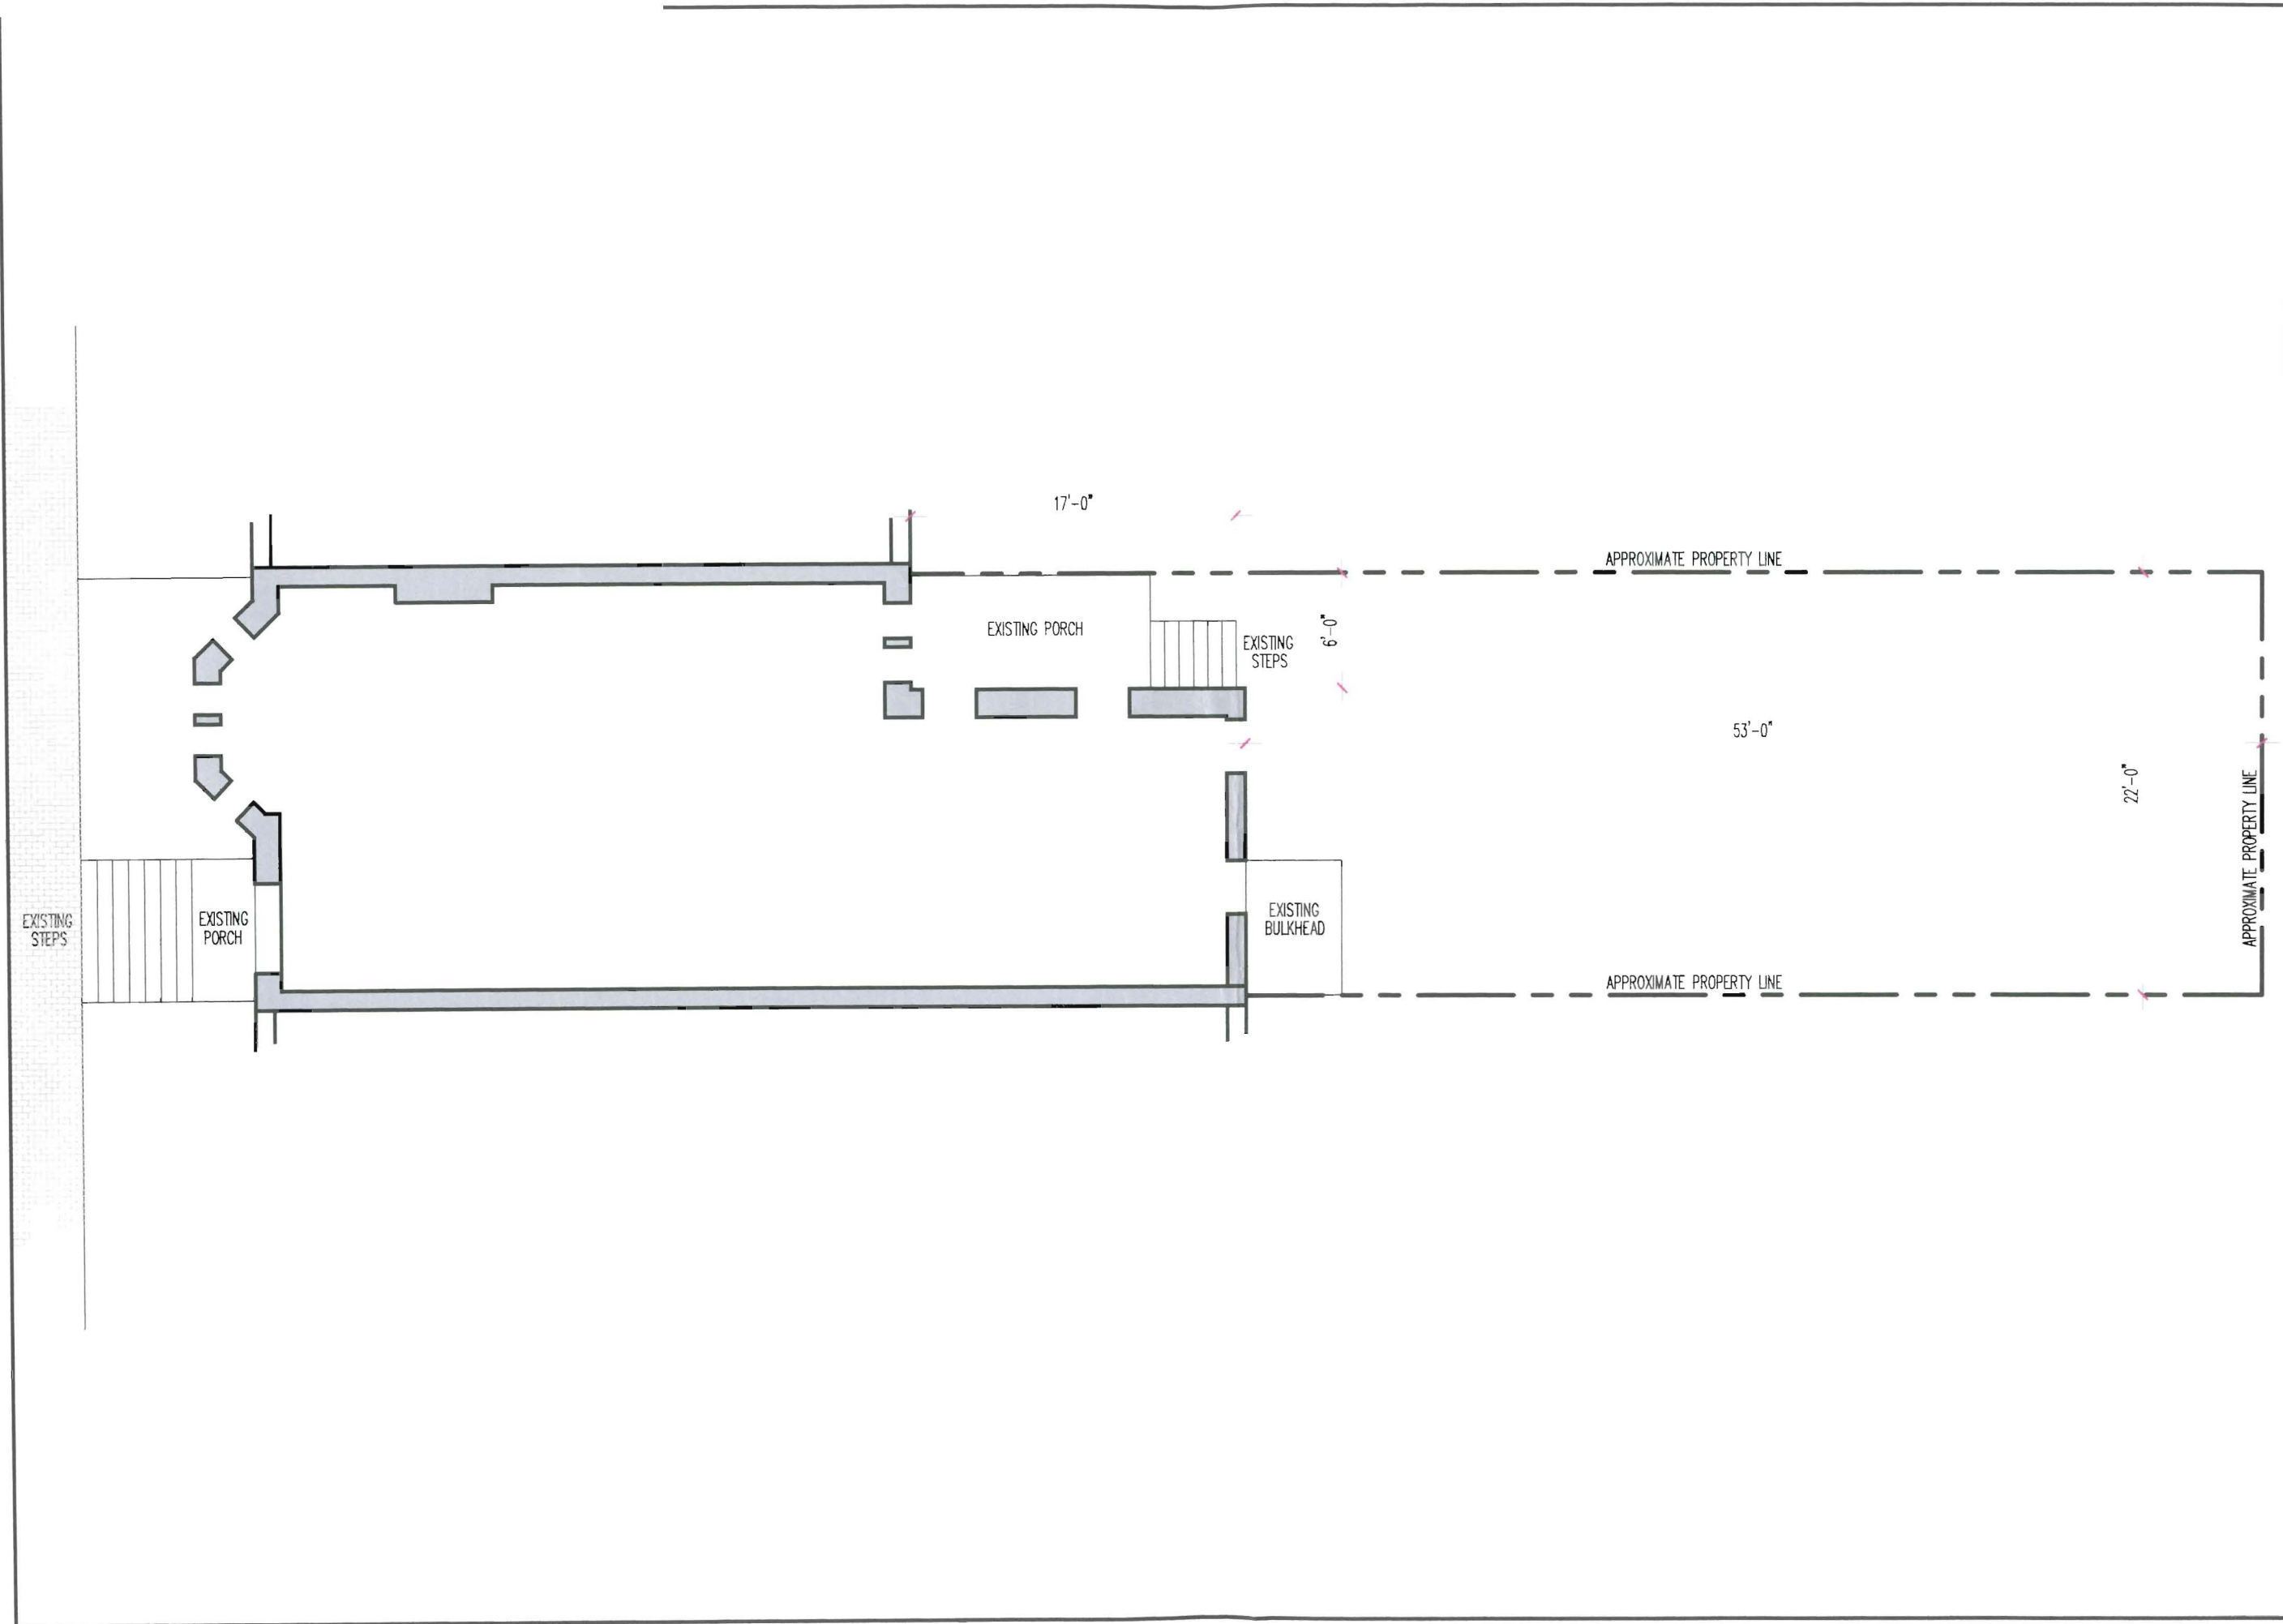 17'-0"
APPROXIMATE PROPERTY LINE
EXISTING PORCH
6'-0"
EXISTING
STEPS
53'-0"
22'-0"
APPROXIMATE PROPERTY LINE
EXISTING
STEPS
EXISTING
PORCH
EXISTING
BULKHEAD
APPROXIMATE PROPERTY LINE